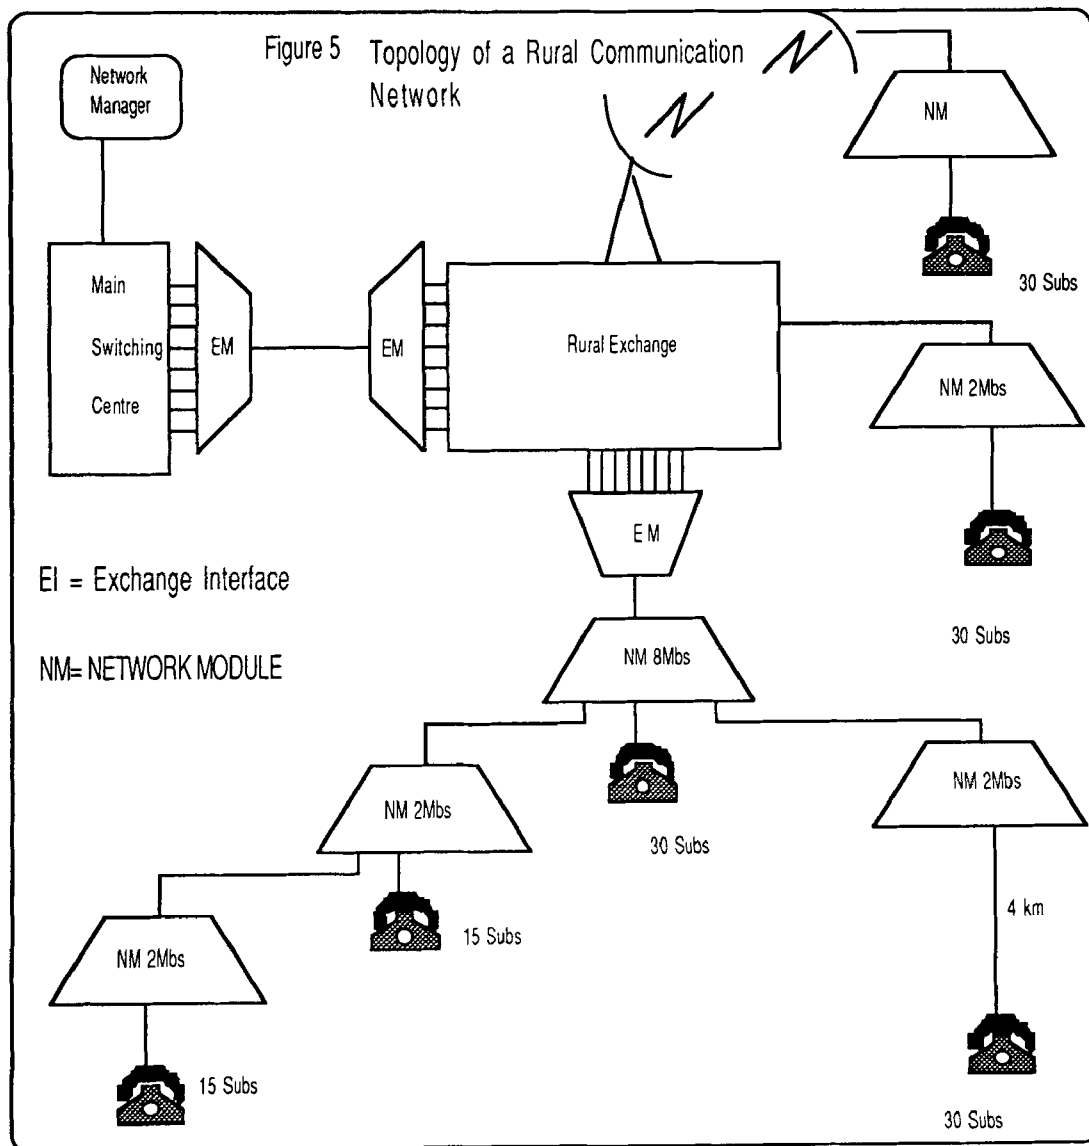 Figure 5 Topology of a Rural Communication
Network
Network
Manager
NM
30 Subs
Main
Switching
Centre
EM
EM
Rural Exchange
NM 2Mbs
30 Subs
EM
EI = Exchange Interface
NM= NETWORK MODULE
NM 8Mbs
30 Subs
NM 2Mbs
15 Subs
NM 2Mbs
4 km
30 Subs
NM 2Mbs
15 Subs